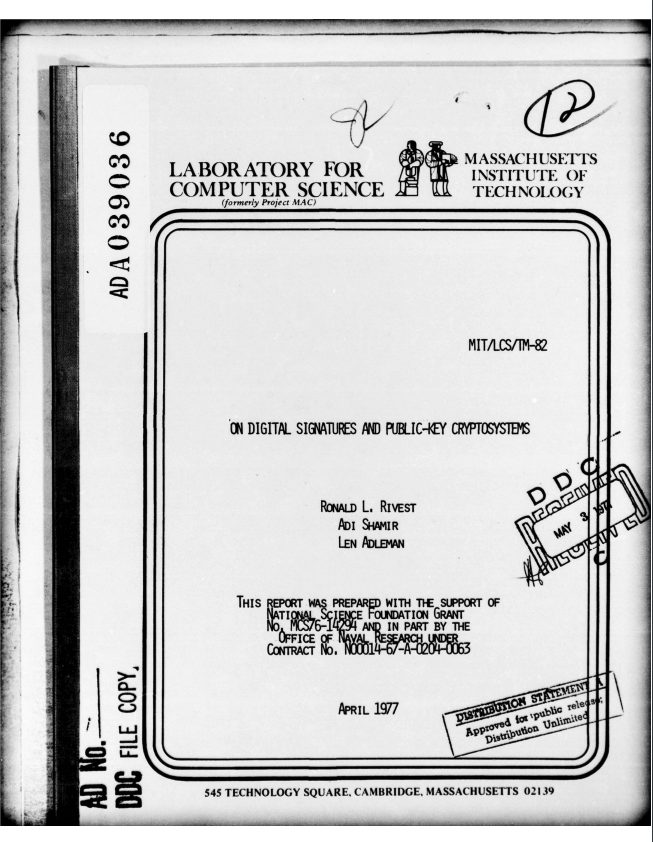 12
ADA039036
LABORATORY FOR
COMPUTER SCIENCE
(formerly Project MAC)
MASSACHUSETTS
INSTITUTE OF
TECHNOLOGY
MIT/LCS/TM-82
ON DIGITAL SIGNATURES AND PUBLIC-KEY CRYPTOSYSTEMS
RONALD L. RIVEST
ADI SHAMIR
LEN ADLEMAN
DDC
MAY 3 1977
C
THIS REPORT WAS PREPARED WITH THE SUPPORT OF
NATIONAL SCIENCE FOUNDATION GRANT
NO. MCS76-14294 AND IN PART BY THE
OFFICE OF NAVAL RESEARCH UNDER
CONTRACT NO. N00014-67-A-0204-0063
APRIL 1977
DISTRIBUTION STATEMENT A
Approved for public release;
Distribution Unlimited
AD No.
DDC FILE COPY
545 TECHNOLOGY SQUARE, CAMBRIDGE, MASSACHUSETTS 02139